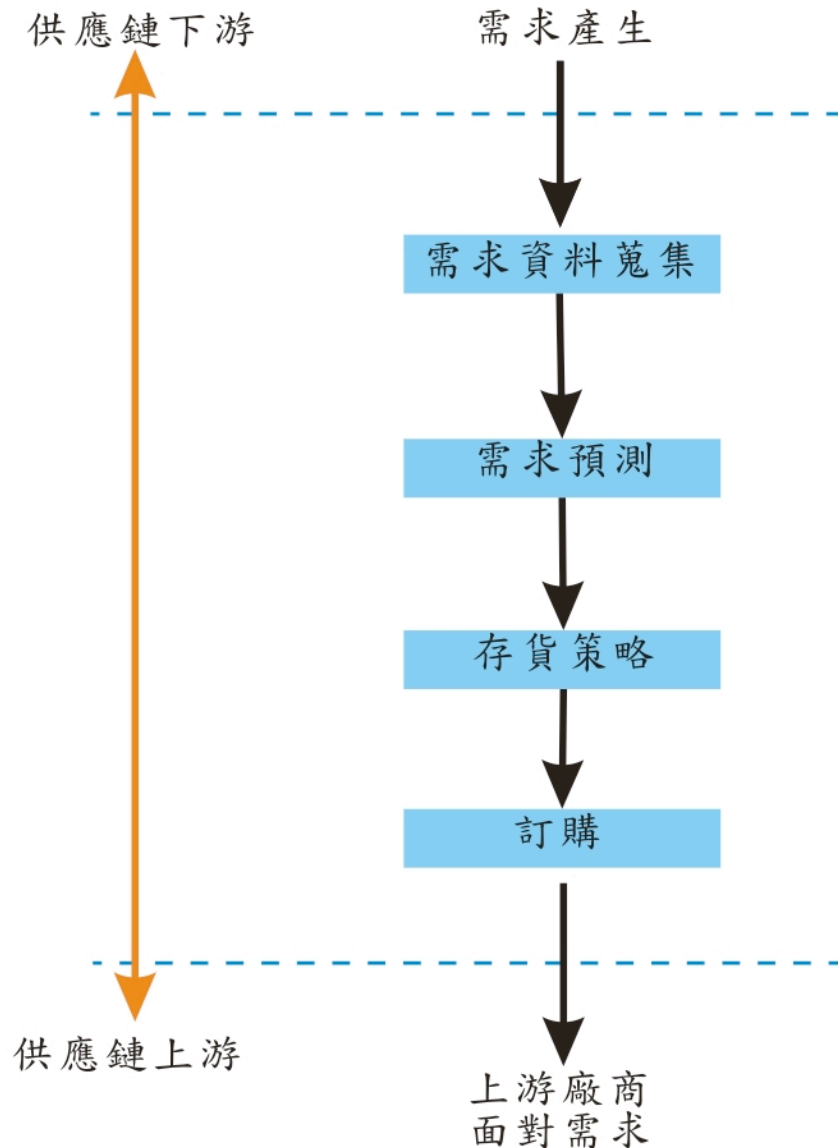 供應鏈下游
需求產生
需求資料蒐集
需求預測
存貨策略
訂購
供應鏈上游
上游廠商
面對需求